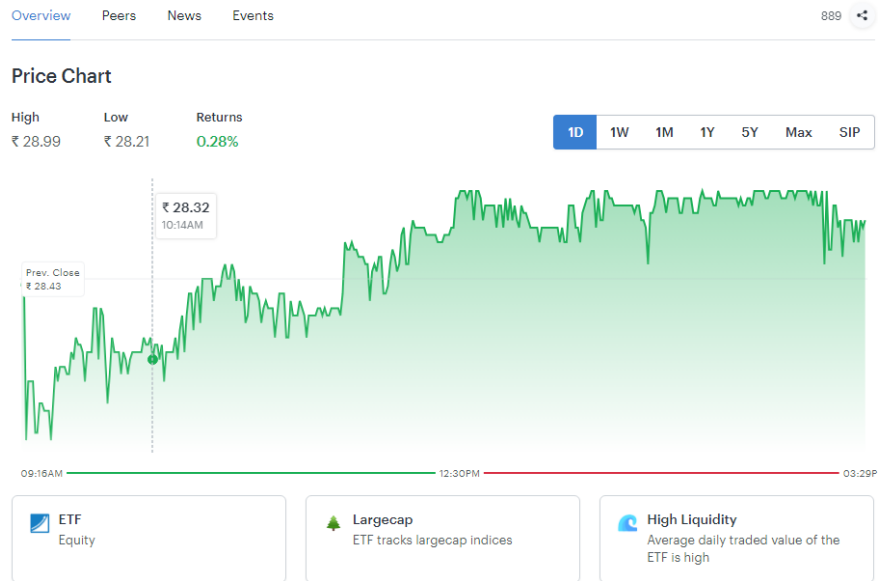 Overview Peers News Events 889
Price Chart
High Low Returns
₹ 28.99 ₹ 28.21 0.28%
1D 1W 1M 1Y 5Y Max SIP
₹ 28.32
10:14AM
Prev. Close
₹ 28.43
09:16AM 12:30PM 03:29P
ETF
Equity
Largecap
ETF tracks largecap indices
High Liquidity
Average daily traded value of the
ETF is high